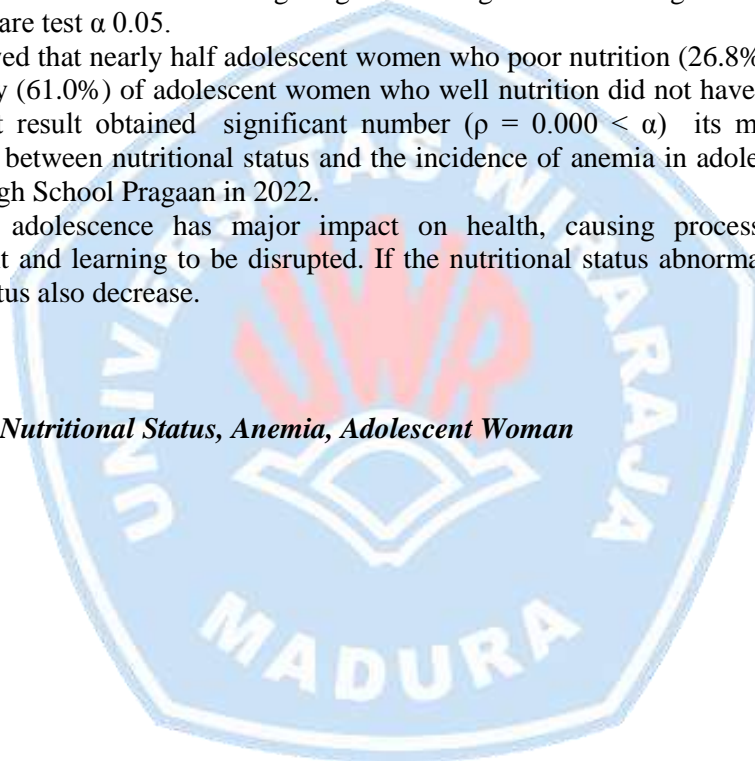 are test α 0.05.
ved that nearly half adolescent women who poor nutrition (26.8%
y (61.0%) of adolescent women who well nutrition did not have
t result obtained significant number (ρ = 0.000 < α) its m
between nutritional status and the incidence of anemia in adole
gh School Pragaan in 2022.
adolescence has major impact on health, causing process
t and learning to be disrupted. If the nutritional status abnorma
tus also decrease.
Nutritional Status, Anemia, Adolescent Woman
UNIVERSITAS WIRARAJA
UWR
MADURA